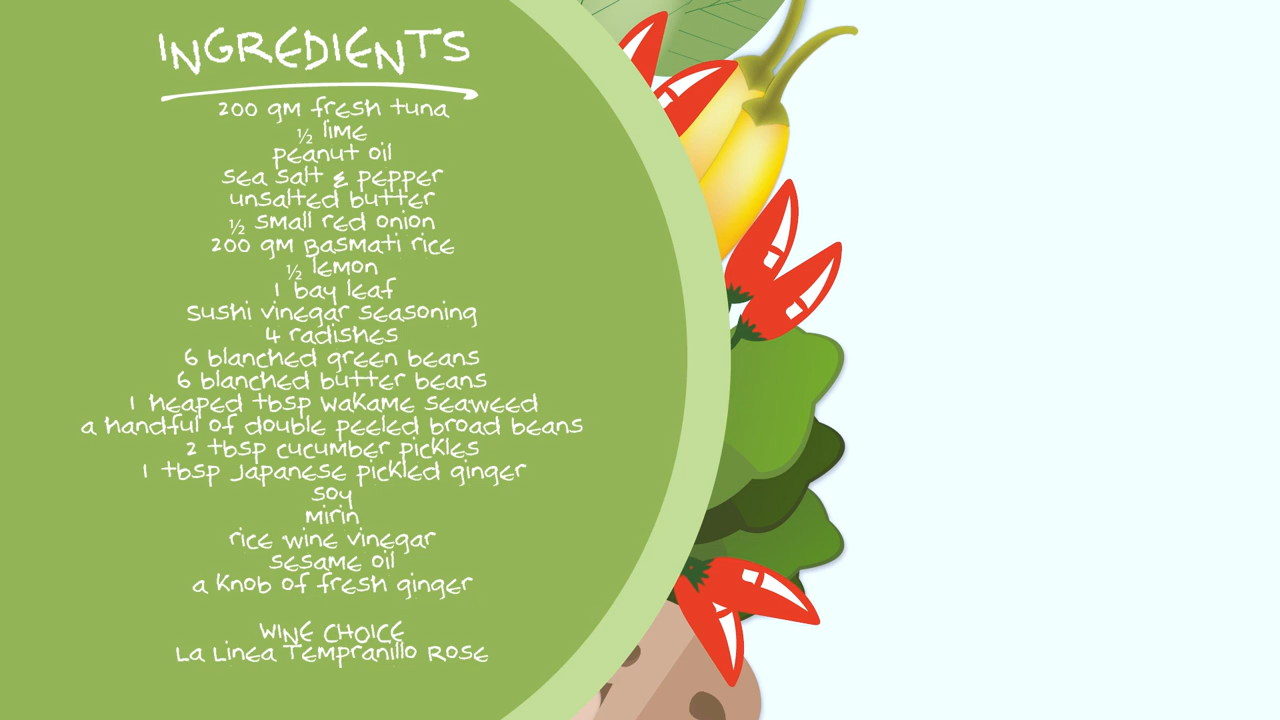 INGREDIENTS
200 gm fresh tuna
½ lime
peanut oil
sea salt & pepper
unsalted butter
½ small red onion
200 gm Basmati rice
½ lemon
1 bay leaf
sushi vinegar seasoning
4 radishes
6 blanched green beans
6 blanched butter beans
1 heaped tbsp wakame seaweed
a handful of double peeled broad beans
2 tbsp cucumber pickles
1 tbsp Japanese pickled ginger
soy
mirin
rice wine vinegar
sesame oil
a knob of fresh ginger
WINE CHOICE
La Linea Tempranillo Rose